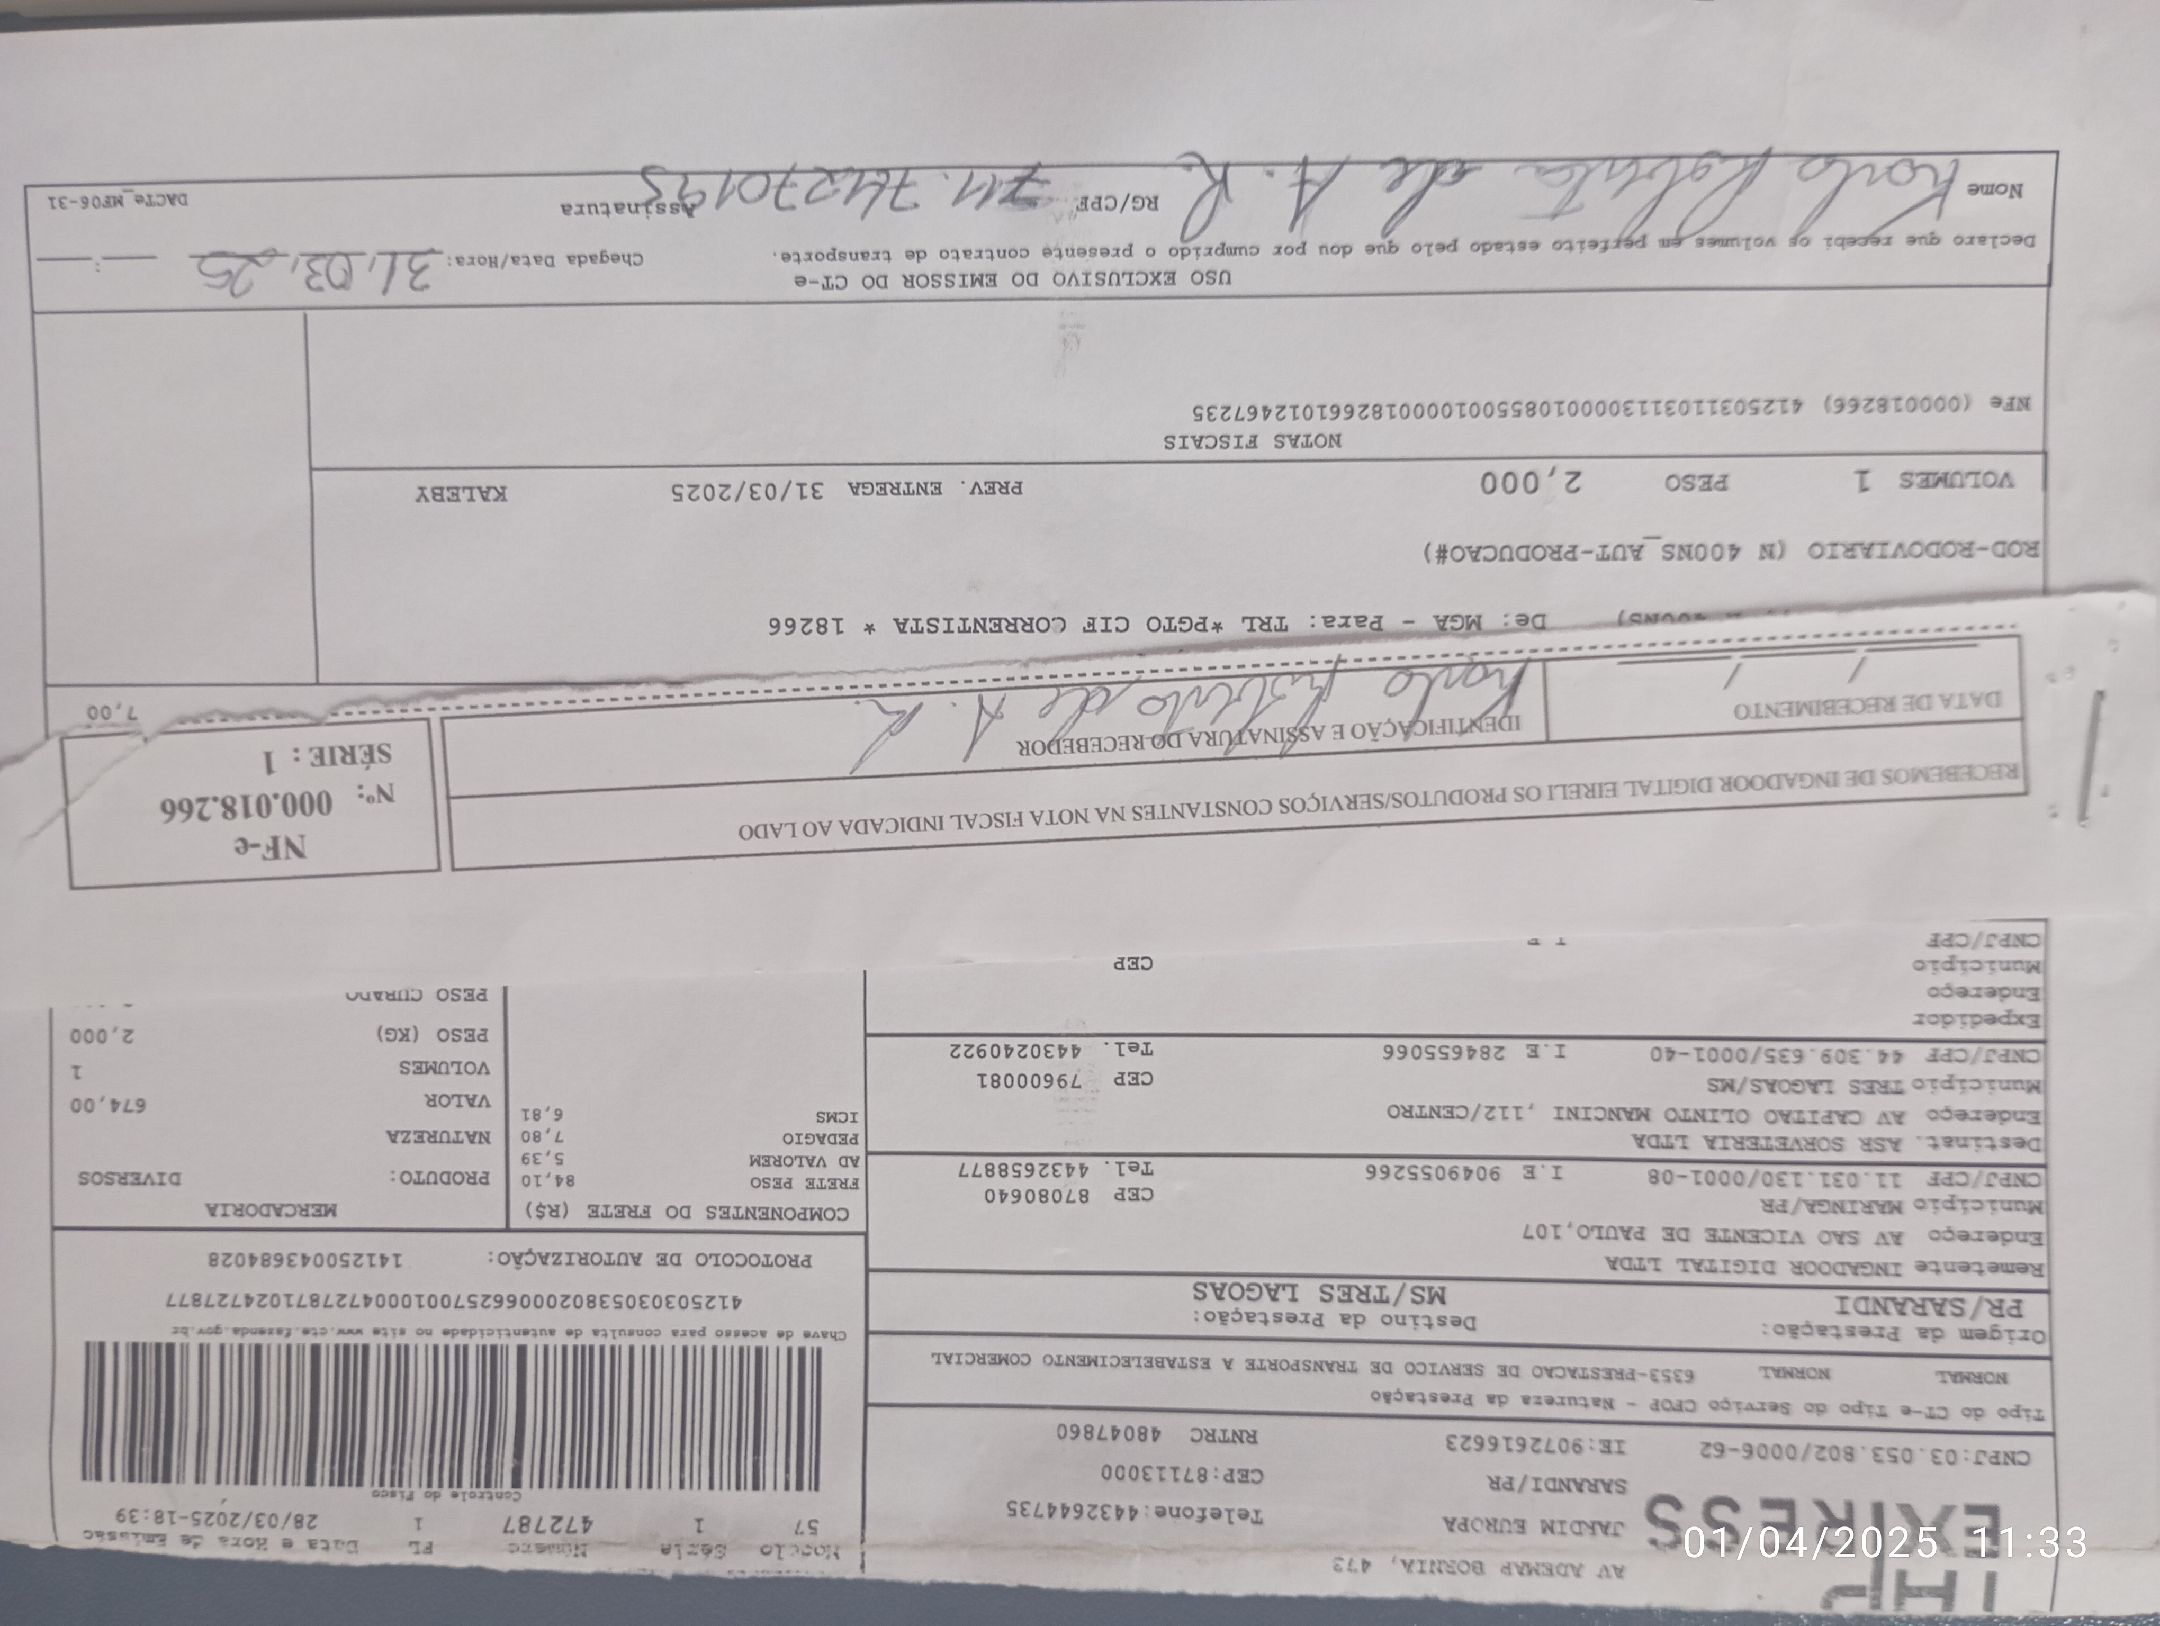 EXPRESS
AV ADEMAR BORNIA, 473
JARDIM EUROPA
Telefone:4432644735
SARANDI/PR
CEP:87113000
CNPJ:03.053.802/0006-62
IE:9072616623
RNTRC 48047860
Modelo Série Número FL Data e Hora de Emissão
57 1 472787 1 28/03/2025-18:39
Controle do Fisco
Tipo do CT-e Tipo do Serviço CFOP - Natureza da Prestação
NORMAL NORMAL 6353-PRESTACAO DE SERVICO DE TRANSPORTE A ESTABELECIMENTO COMERCIAL
Chave de acesso para consulta de autenticidade no site www.cte.fazenda.gov.br
41250303053802000662570010004727871024727877
Origem da Prestação:
PR/SARANDI
Destino da Prestação:
MS/TRES LAGOAS
PROTOCOLO DE AUTORIZAÇÃO: 141250043684028
Remetente INGADOOR DIGITAL LTDA
Endereço AV SAO VICENTE DE PAULO,107
Município MARINGA/PR
CEP 87080640
CNPJ/CPF 11.031.130/0001-08
I.E 9049055266
Tel. 4432658877
Destinat. ASR SORVETERIA LTDA
Endereço AV CAPITAO OLINTO MANCINI ,112/CENTRO
Município TRES LAGOAS/MS
CEP 79600081
CNPJ/CPF 44.309.635/0001-40
I.E 284655066
Tel. 4430240922
Expedidor
Endereço
Município
CEP
CNPJ/CPF
COMPONENTES DO FRETE (R$)
FRETE PESO 84,10
AD VALOREM 5,39
PEDAGIO 7,80
ICMS 6,81
MERCADORIA
PRODUTO: DIVERSOS
NATUREZA
VALOR 674,00
VOLUMES 1
PESO (KG) 2,000
PESO CUBADO
RECEBEMOS DE INGADOOR DIGITAL EIRELI OS PRODUTOS/SERVIÇOS CONSTANTES NA NOTA FISCAL INDICADA AO LADO
NF-e
Nº: 000.018.266
SÉRIE: 1
DATA DE RECEBIMENTO
IDENTIFICAÇÃO E ASSINATURA DO RECEBEDOR
Karlo Roberto de A. R.
7,00
De: MGA - Para: TRL *PGTO CIF CORRENTISTA * 18266
ROD-RODOVIARIO (N 400NS_AUT-PRODUCAO#)
VOLUMES 1 PESO 2,000 PREV. ENTREGA 31/03/2025 KALEBY
NOTAS FISCAIS
NFe (00018266) 41250311031130000108550010000182661012467235
USO EXCLUSIVO DO EMISSOR DO CT-e
Declaro que recebi os volumes em perfeito estado pelo que dou por cumprido o presente contrato de transporte.
Chegada Data/Hora: 31/03/25 __:__
Nome Karlo Roberto de A. R.
RG/CPF 711.74270195
Assinatura
DACTe_MF06-31
01/04/2025 11:33